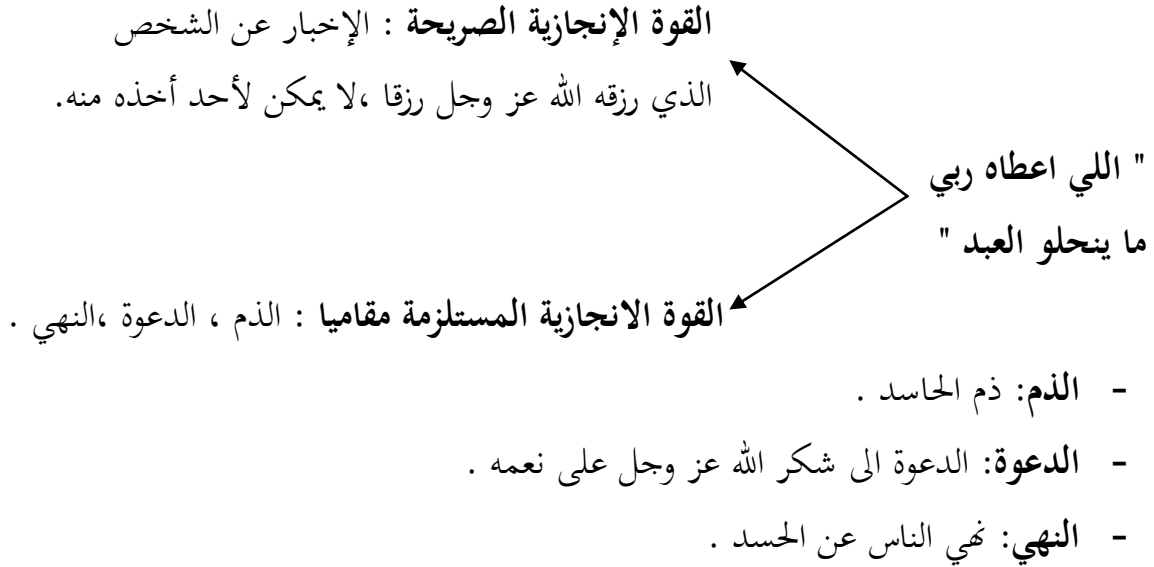 القوة الإنجازية الصريحة : الإخبار عن الشخص
الذي رزقه الله عز وجل رزقا ،لا يمكن لأحد أخذه منه.
" اللي اعطاه ربي
ما ينحلو العبد "
القوة الانجازية المستلزمة مقاميا : الذم ، الدعوة ،النهي .
- الذم: ذم الحاسد .
- الدعوة: الدعوة الى شكر الله عز وجل على نعمه .
- النهي: نهي الناس عن الحسد .